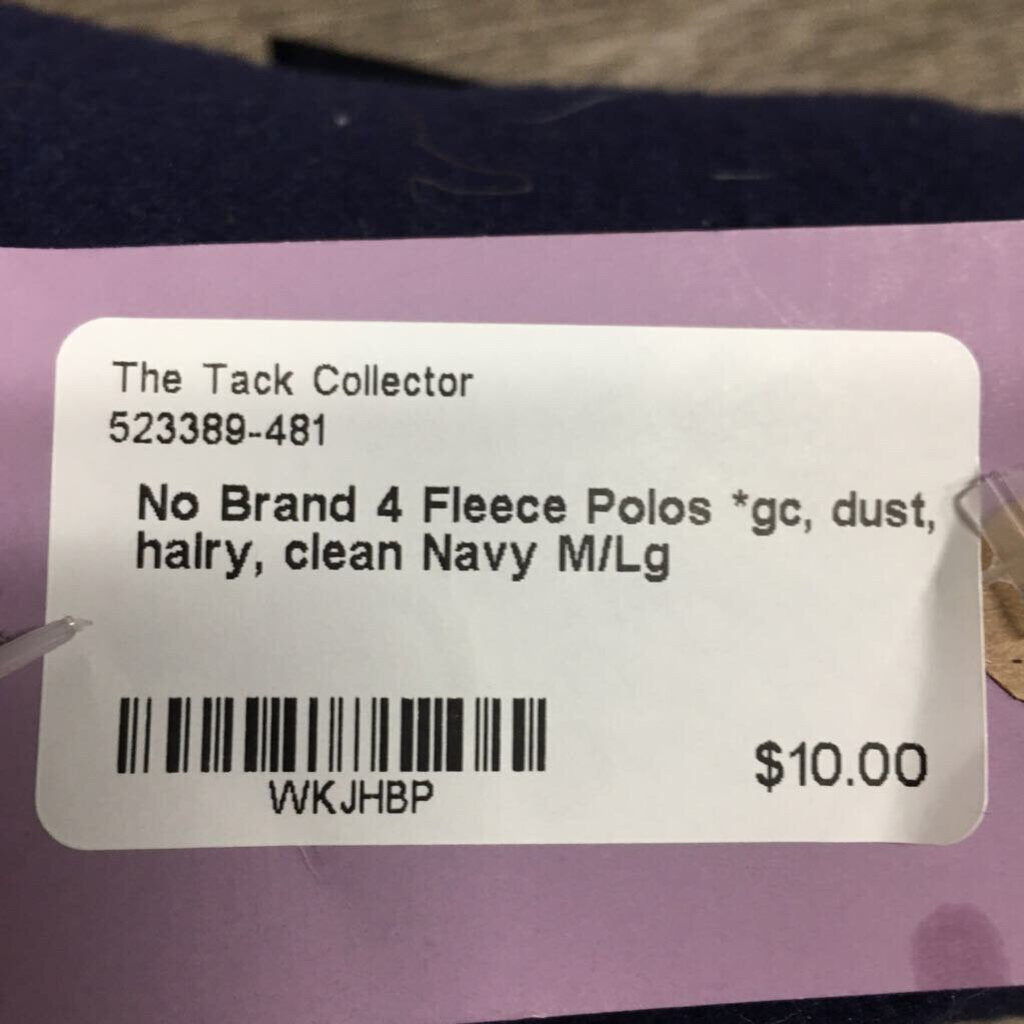 The Tack Collector
523389-481
No Brand 4 Fleece Polos *gc, dust,
hairy, clean Navy M/Lg
WKJHBP
$10.00